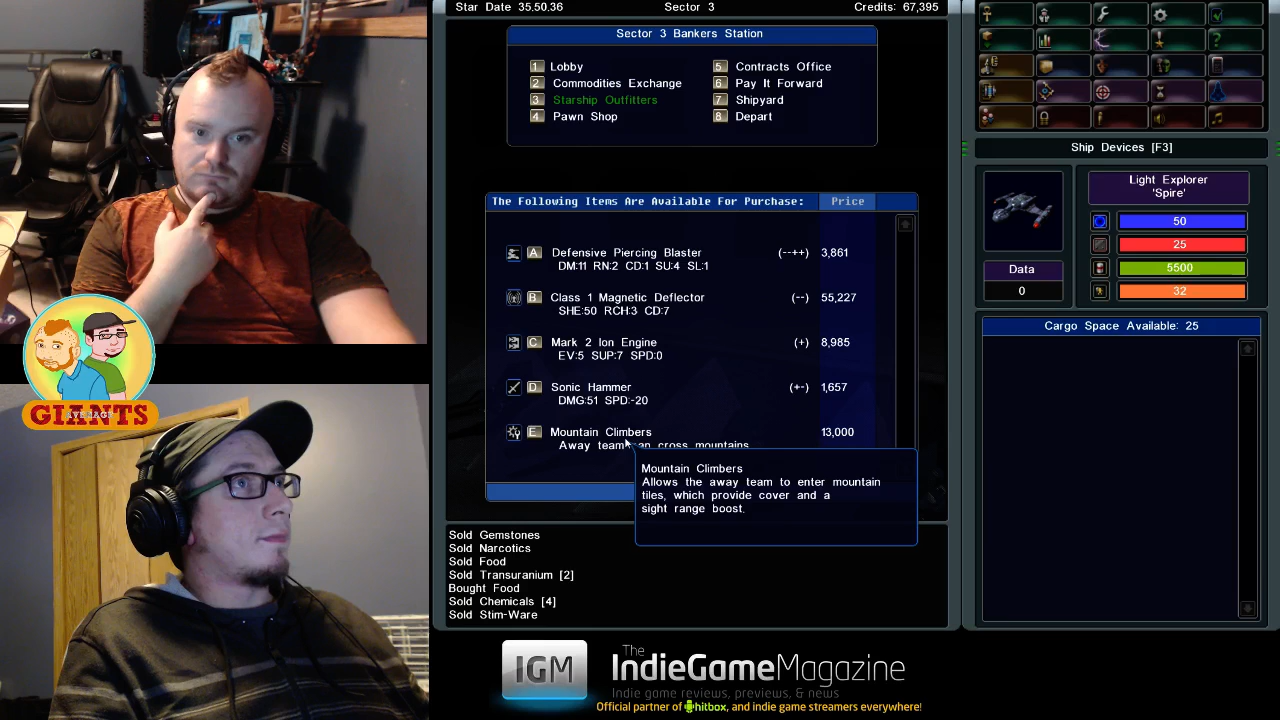 Star Date 35.50.36 Sector 3 Credits: 67,395
Sector 3 Bankers Station
1 Lobby 5 Contracts Office
2 Commodities Exchange 6 Pay It Forward
3 Starship Outfitters 7 Shipyard
4 Pawn Shop 8 Depart
The Following Items Are Available For Purchase: Price
A Defensive Piercing Blaster (--++) 3,861
DM:11 RN:2 CD:1 SU:4 SL:1
B Class 1 Magnetic Deflector (--) 55,227
SHE:50 RCH:3 CD:7
C Mark 2 Ion Engine (+) 8,985
EV:5 SUP:7 SPD:0
D Sonic Hammer (+-) 1,657
DMG:51 SPD:-20
E Mountain Climbers 13,000
Away team can cross mountains
Mountain Climbers
Allows the away team to enter mountain
tiles, which provide cover and a
sight range boost.
Sold Gemstones
Sold Narcotics
Sold Food
Sold Transuranium [2]
Bought Food
Sold Chemicals [4]
Sold Stim-Ware
Ship Devices [F3]
Light Explorer
'Spire'
50
25
5500
32
Data
0
Cargo Space Available: 25
AVERAGE
GIANTS
IGM
The
IndieGameMagazine
Indie game reviews, previews, & news
Official partner of hitbox, and indie game streamers everywhere!